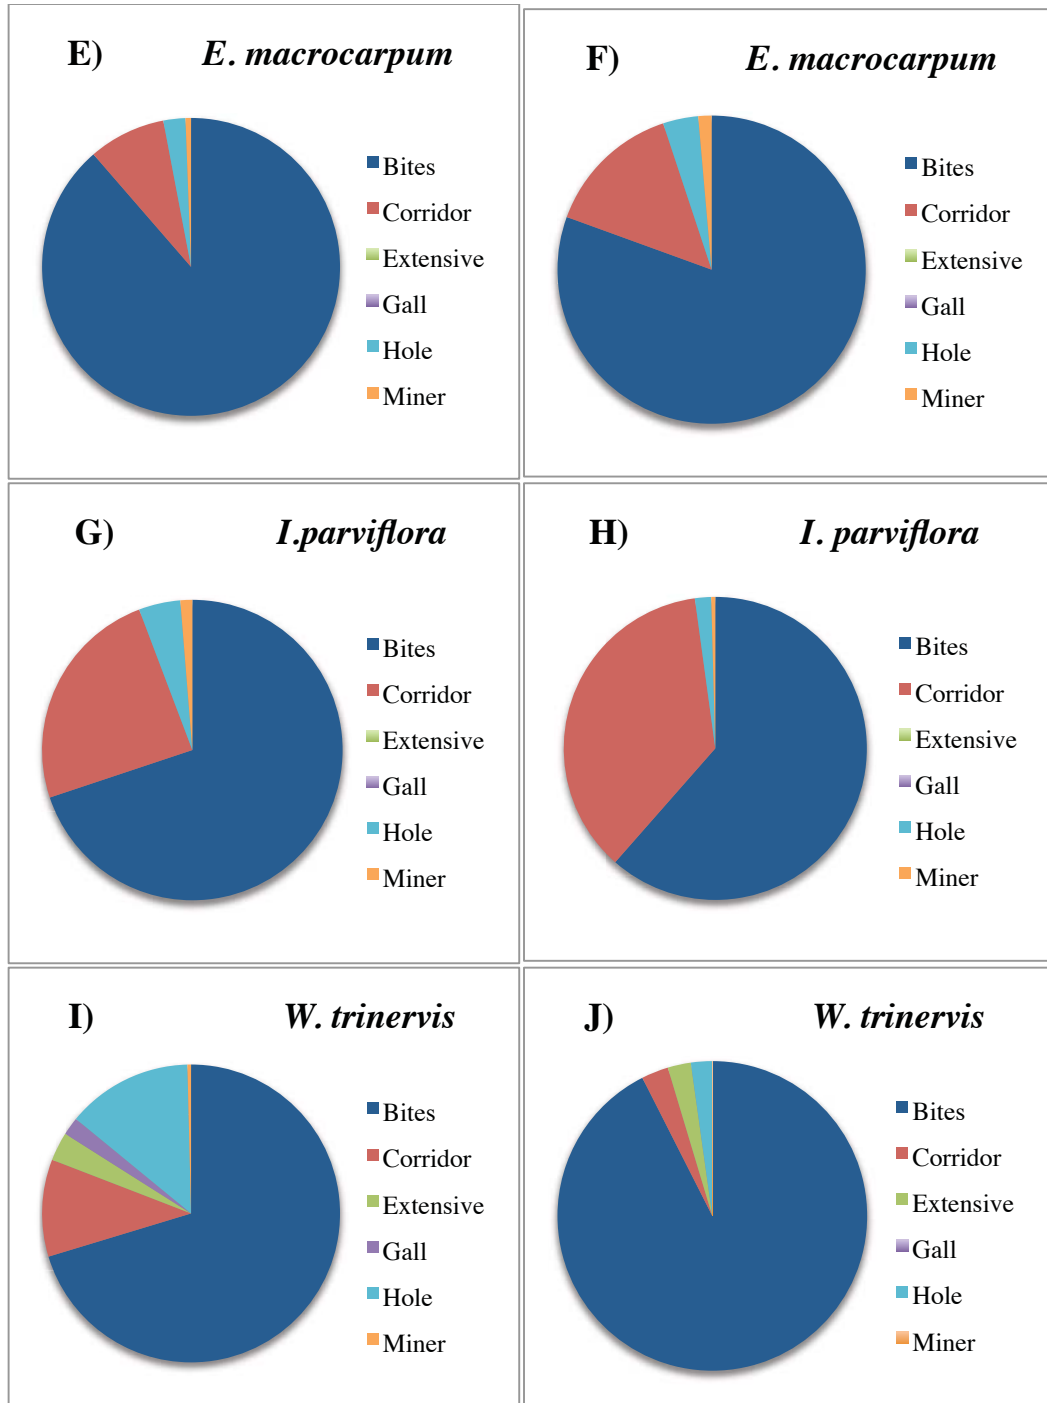 E) E. macrocarpum
Bites
Corridor
Extensive
Gall
Hole
Miner
F) E. macrocarpum
Bites
Corridor
Extensive
Gall
Hole
Miner
G) I.parviflora
Bites
Corridor
Extensive
Gall
Hole
Miner
H) I. parviflora
Bites
Corridor
Extensive
Gall
Hole
Miner
I) W. trinervis
Bites
Corridor
Extensive
Gall
Hole
Miner
J) W. trinervis
Bites
Corridor
Extensive
Gall
Hole
Miner